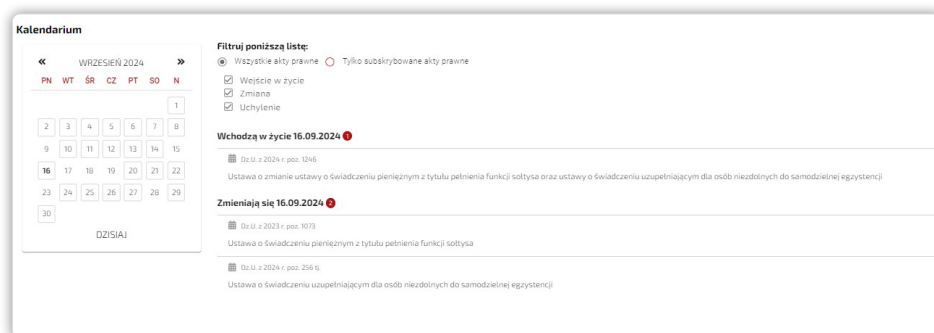 Kalendarium
« WRZESIEŃ 2024 »
PN WT ŚR CZ PT SO N
1
2 3 4 5 6 7 8
9 10 11 12 13 14 15
16 17 18 19 20 21 22
23 24 25 26 27 28 29
30
DZISIAJ
Filtruj poniższą listę:
Wszystkie akty prawne Tylko subskrybowane akty prawne
Wejście w życie
Zmiana
Uchylenie
Wchodzą w życie 16.09.2024 1
Dz.U. z 2024 r. poz. 1246
Ustawa o zmianie ustawy o świadczeniu pieniężnym z tytułu pełnienia funkcji sołtysa oraz ustawy o świadczeniu uzupełniającym dla osób niezdolnych do samodzielnej egzystencji
Zmieniają się 16.09.2024 2
Dz.U. z 2023 r. poz. 1073
Ustawa o świadczeniu pieniężnym z tytułu pełnienia funkcji sołtysa
Dz.U. z 2024 r. poz. 256 tj
Ustawa o świadczeniu uzupełniającym dla osób niezdolnych do samodzielnej egzystencji